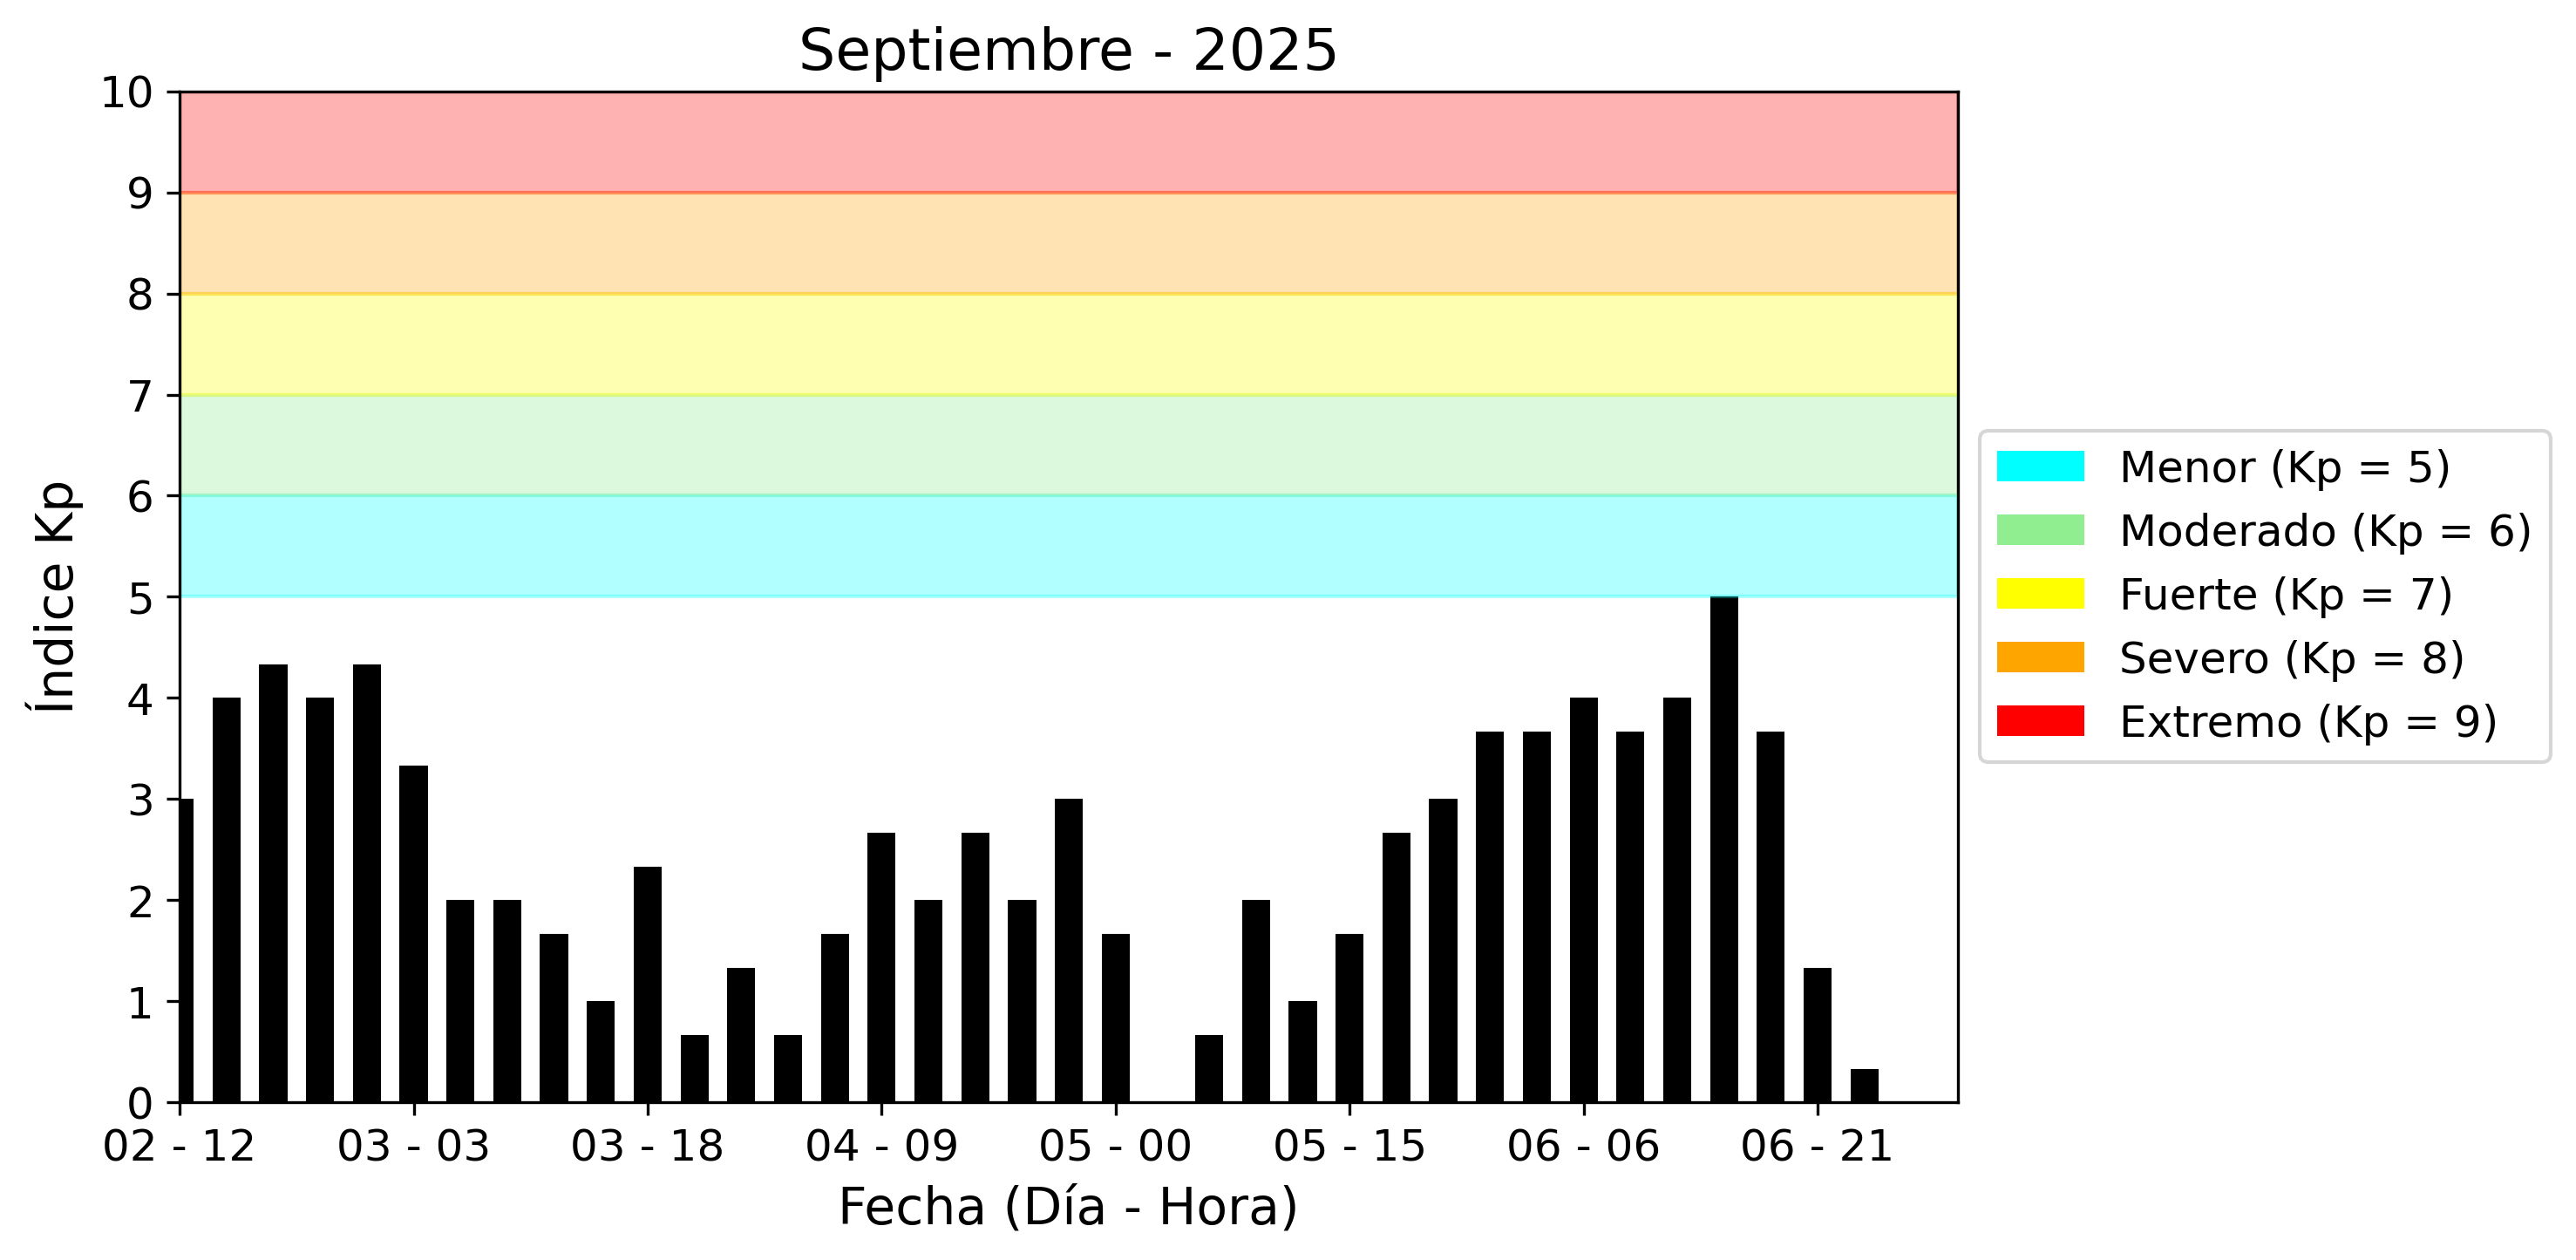 Septiembre - 2025
10
9
8
7
6
5
4
3
2
1
0
Índice Kp
02 - 12
03 - 03
03 - 18
04 - 09
05 - 00
05 - 15
06 - 06
06 - 21
Fecha (Día - Hora)
Menor (Kp = 5)
Moderado (Kp = 6)
Fuerte (Kp = 7)
Severo (Kp = 8)
Extremo (Kp = 9)